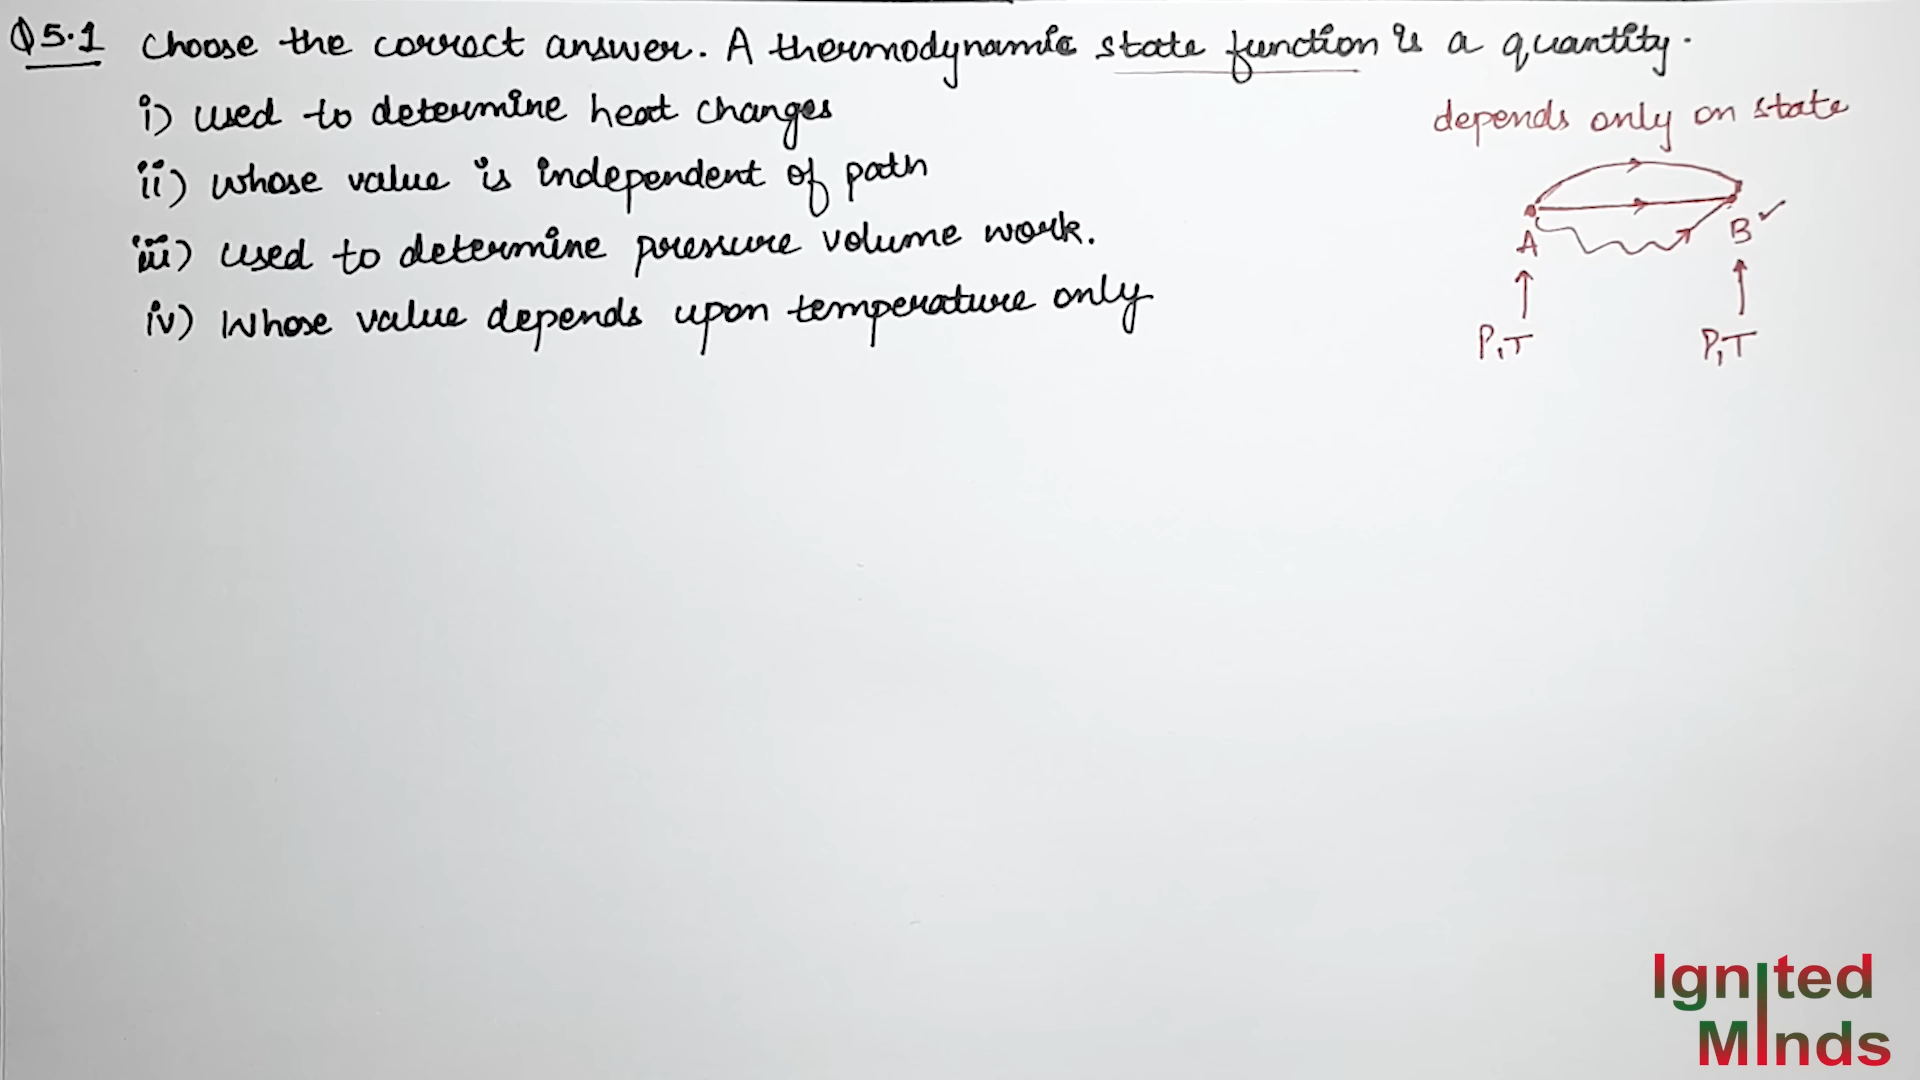 Q5.1 Choose the correct answer. A thermodynamic state function is a quantity.
i) used to determine heat changes
ii) whose value is independent of path
iii) used to determine pressure volume work.
iv) Whose value depends upon temperature only
depends only on state
A
B
P,T
P,T
Ignited
Minds